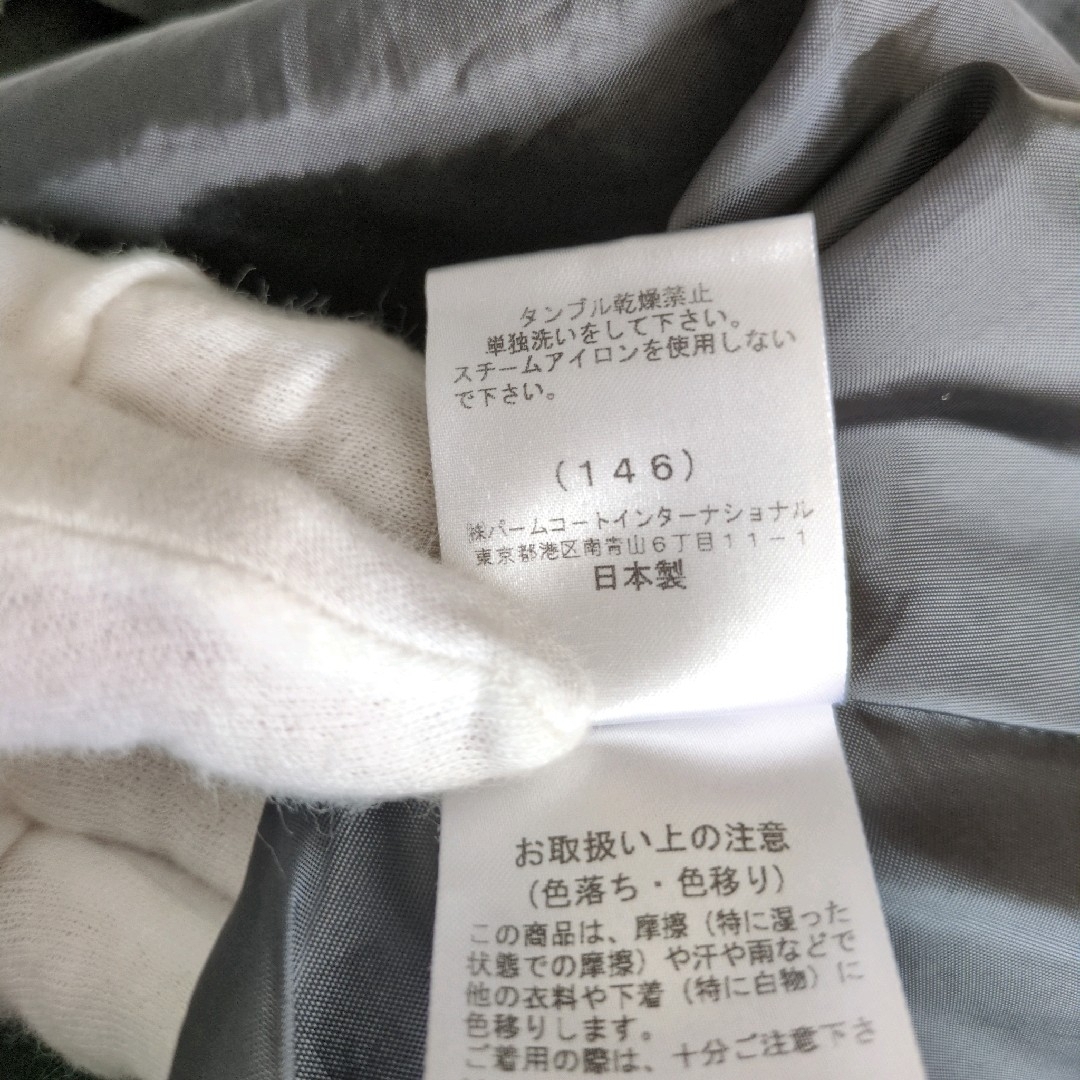 タンブル乾燥禁止
単独洗いをして下さい。
スチームアイロンを使用しない
で下さい。
（１４６）
㈱パームコートインターナショナル
東京都港区南青山６丁目１１－１
日本製
お取扱い上の注意
（色落ち・色移り）
この商品は、摩擦（特に湿った
状態での摩擦）や汗や雨などで
他の衣料や下着（特に白物）に
色移りします。
ご着用の際は、十分ご注意下さ